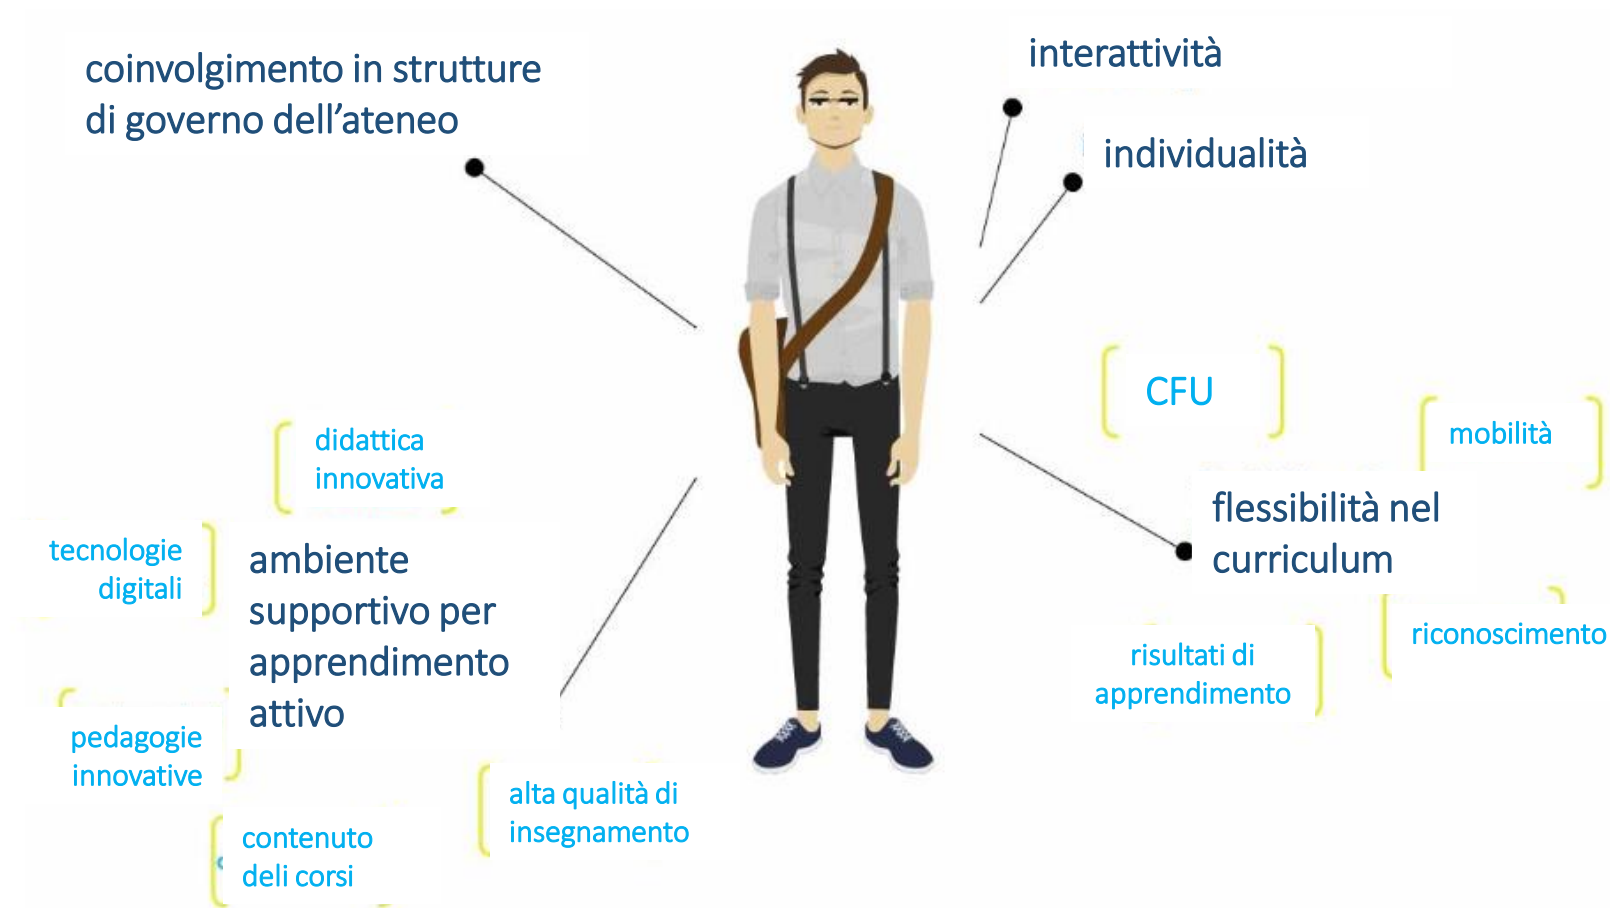 coinvolgimento in strutture
di governo dell’ateneo
interattività
individualità
CFU
mobilità
flessibilità nel
curriculum
riconoscimento
risultati di
apprendimento
didattica
innovativa
tecnologie
digitali
ambiente
supportivo per
apprendimento
attivo
pedagogie
innovative
alta qualità di
insegnamento
contenuto
deli corsi